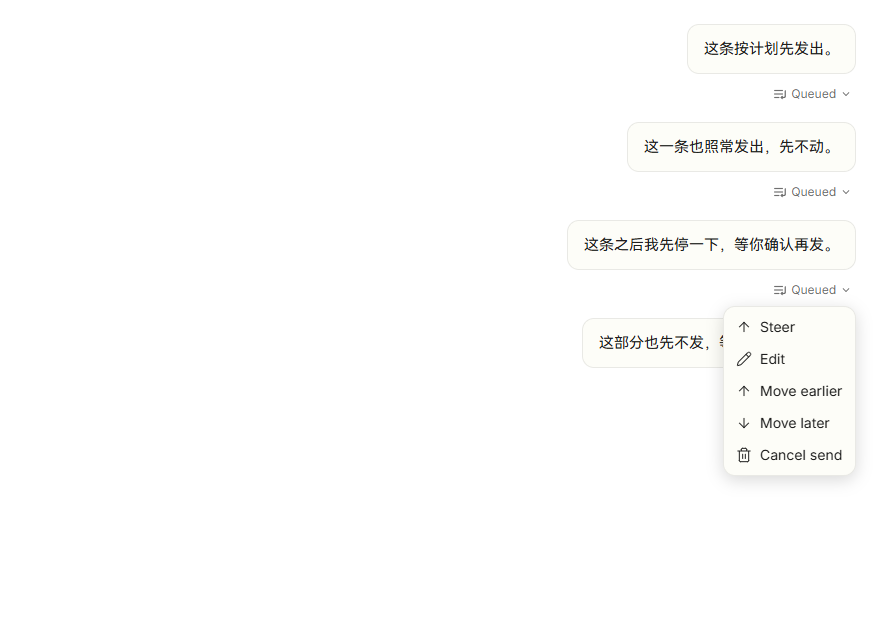 这条按计划先发出。
Queued
这一条也照常发出，先不动。
Queued
这条之后我先停一下，等你确认再发。
Queued
这部分也先不发，
Steer
Edit
Move earlier
Move later
Cancel send